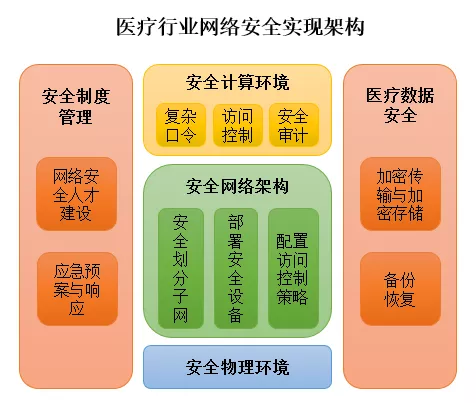 医疗行业网络安全实现架构
安全制度
管理
网络安
全人才
建设
应急预
案与响
应
安全计算环境
复杂
口令
访问
控制
安全
审计
安全网络架构
安全划分子网
部署安全设备
配置
访问
控制
策略
安全物理环境
医疗数据
安全
加密传
输与加
密存储
备份
恢复